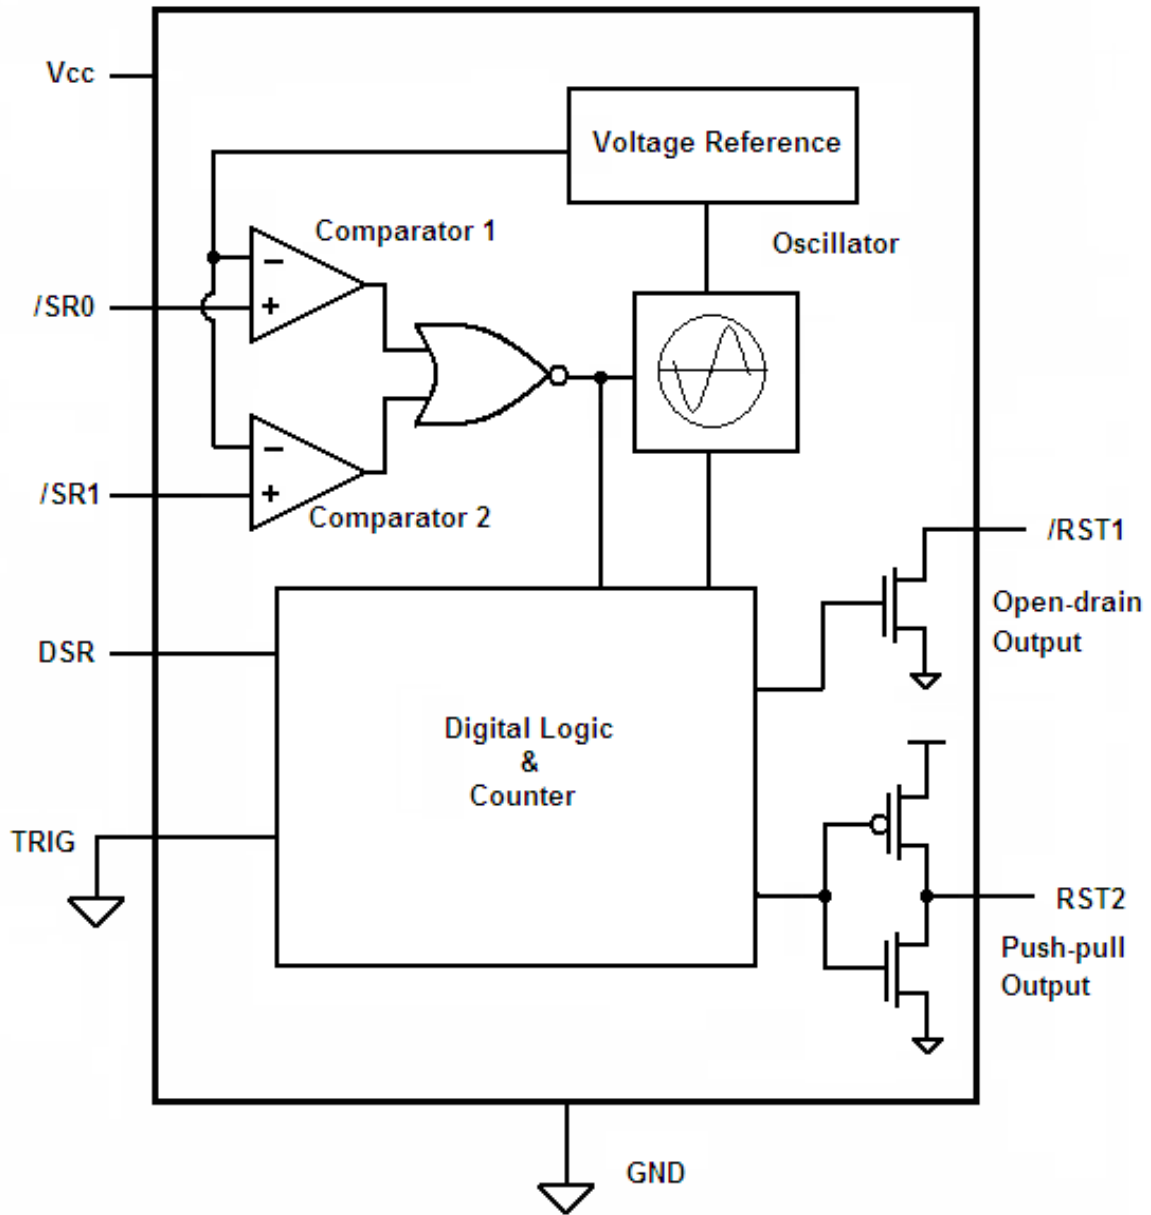 Vcc
Voltage Reference
Comparator 1
Oscillator
/SR0
−
+
/SR1
−
+
Comparator 2
/RST1
Open-drain
Output
DSR
Digital Logic
&
Counter
TRIG
RST2
Push-pull
Output
GND